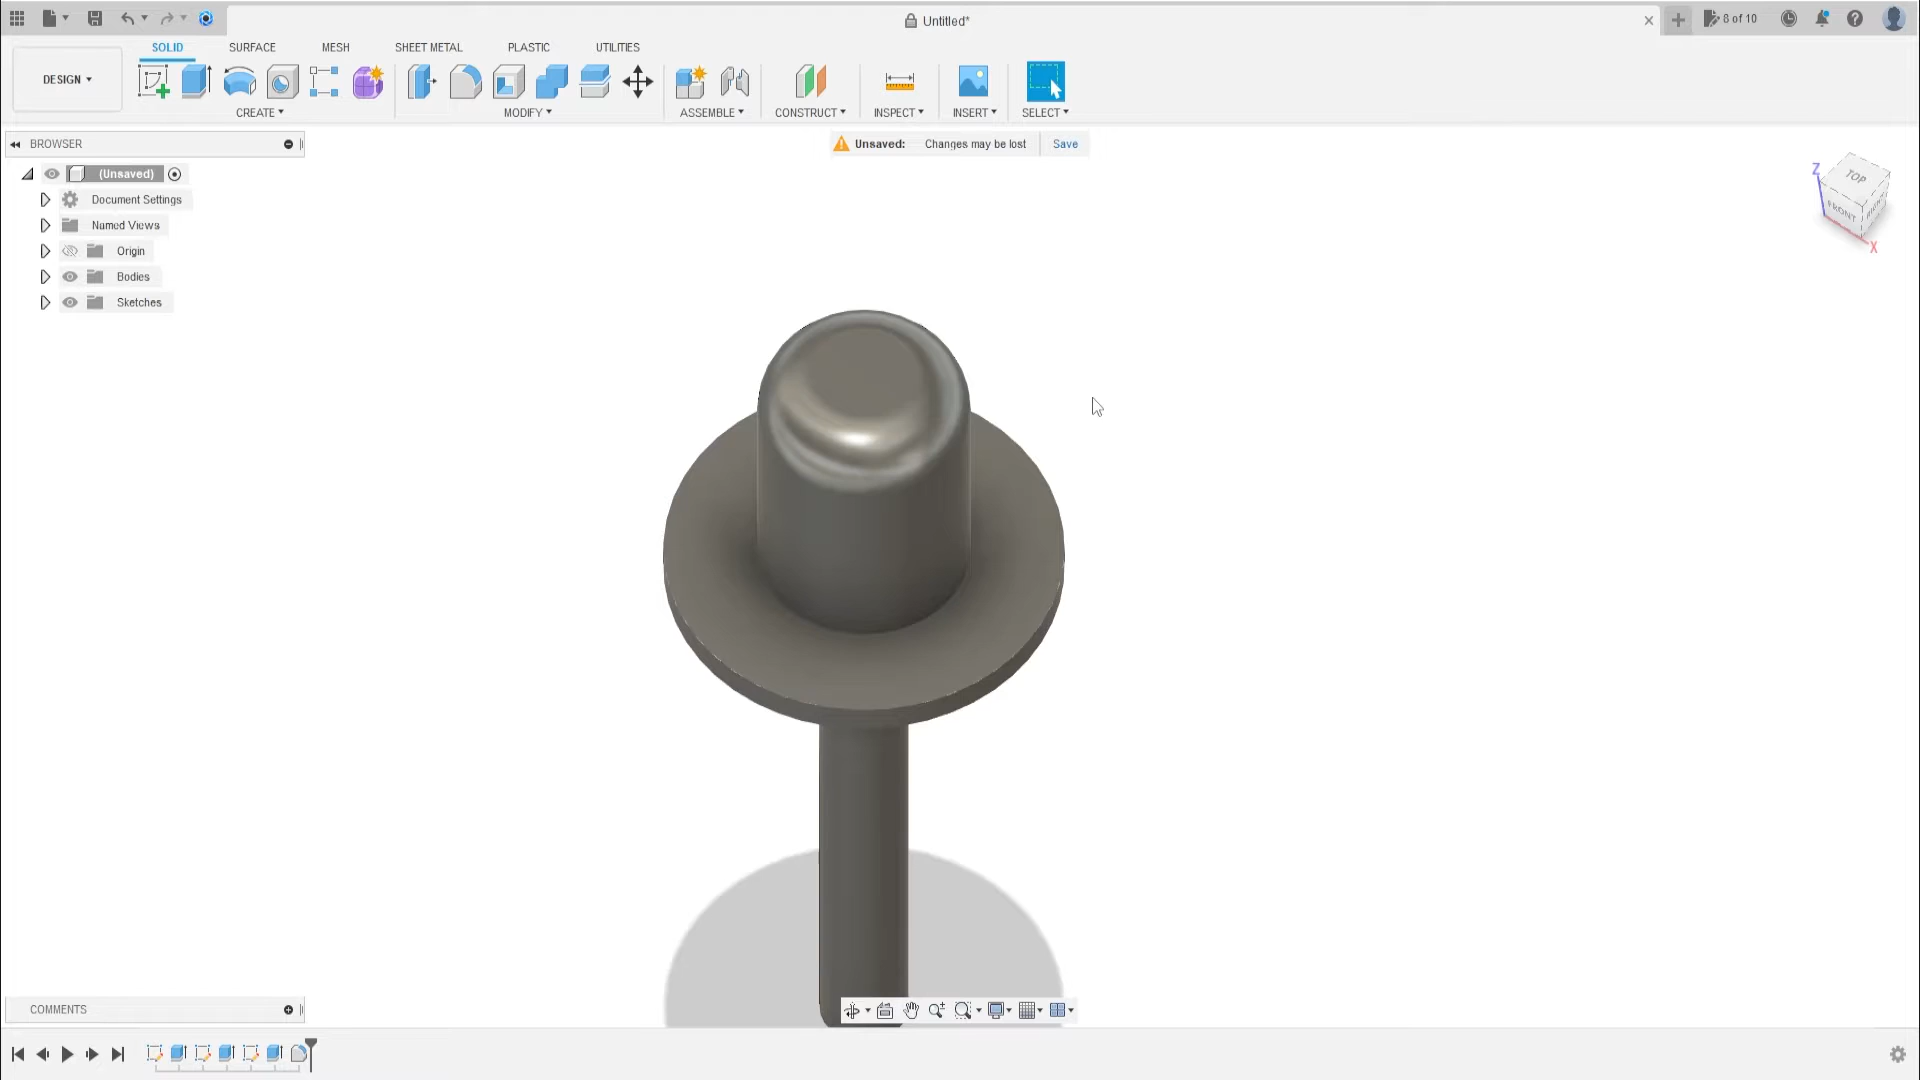 Untitled*
8 of 10
DESIGN
SOLID
SURFACE
MESH
SHEET METAL
PLASTIC
UTILITIES
CREATE
MODIFY
ASSEMBLE
CONSTRUCT
INSPECT
INSERT
SELECT
BROWSER
Unsaved: Changes may be lost Save
(Unsaved)
Document Settings
Named Views
Origin
Bodies
Sketches
Z
TOP
FRONT
RIGHT
X
COMMENTS